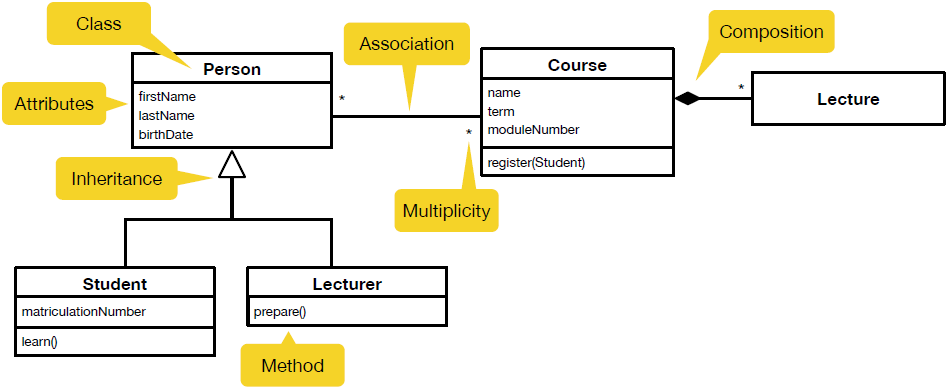 Class
Association
Composition
Attributes
Person
firstName
lastName
birthDate
*
*
Course
name
term
moduleNumber
register(Student)
*
Lecture
Inheritance
Multiplicity
Student
matriculationNumber
learn()
Lecturer
prepare()
Method